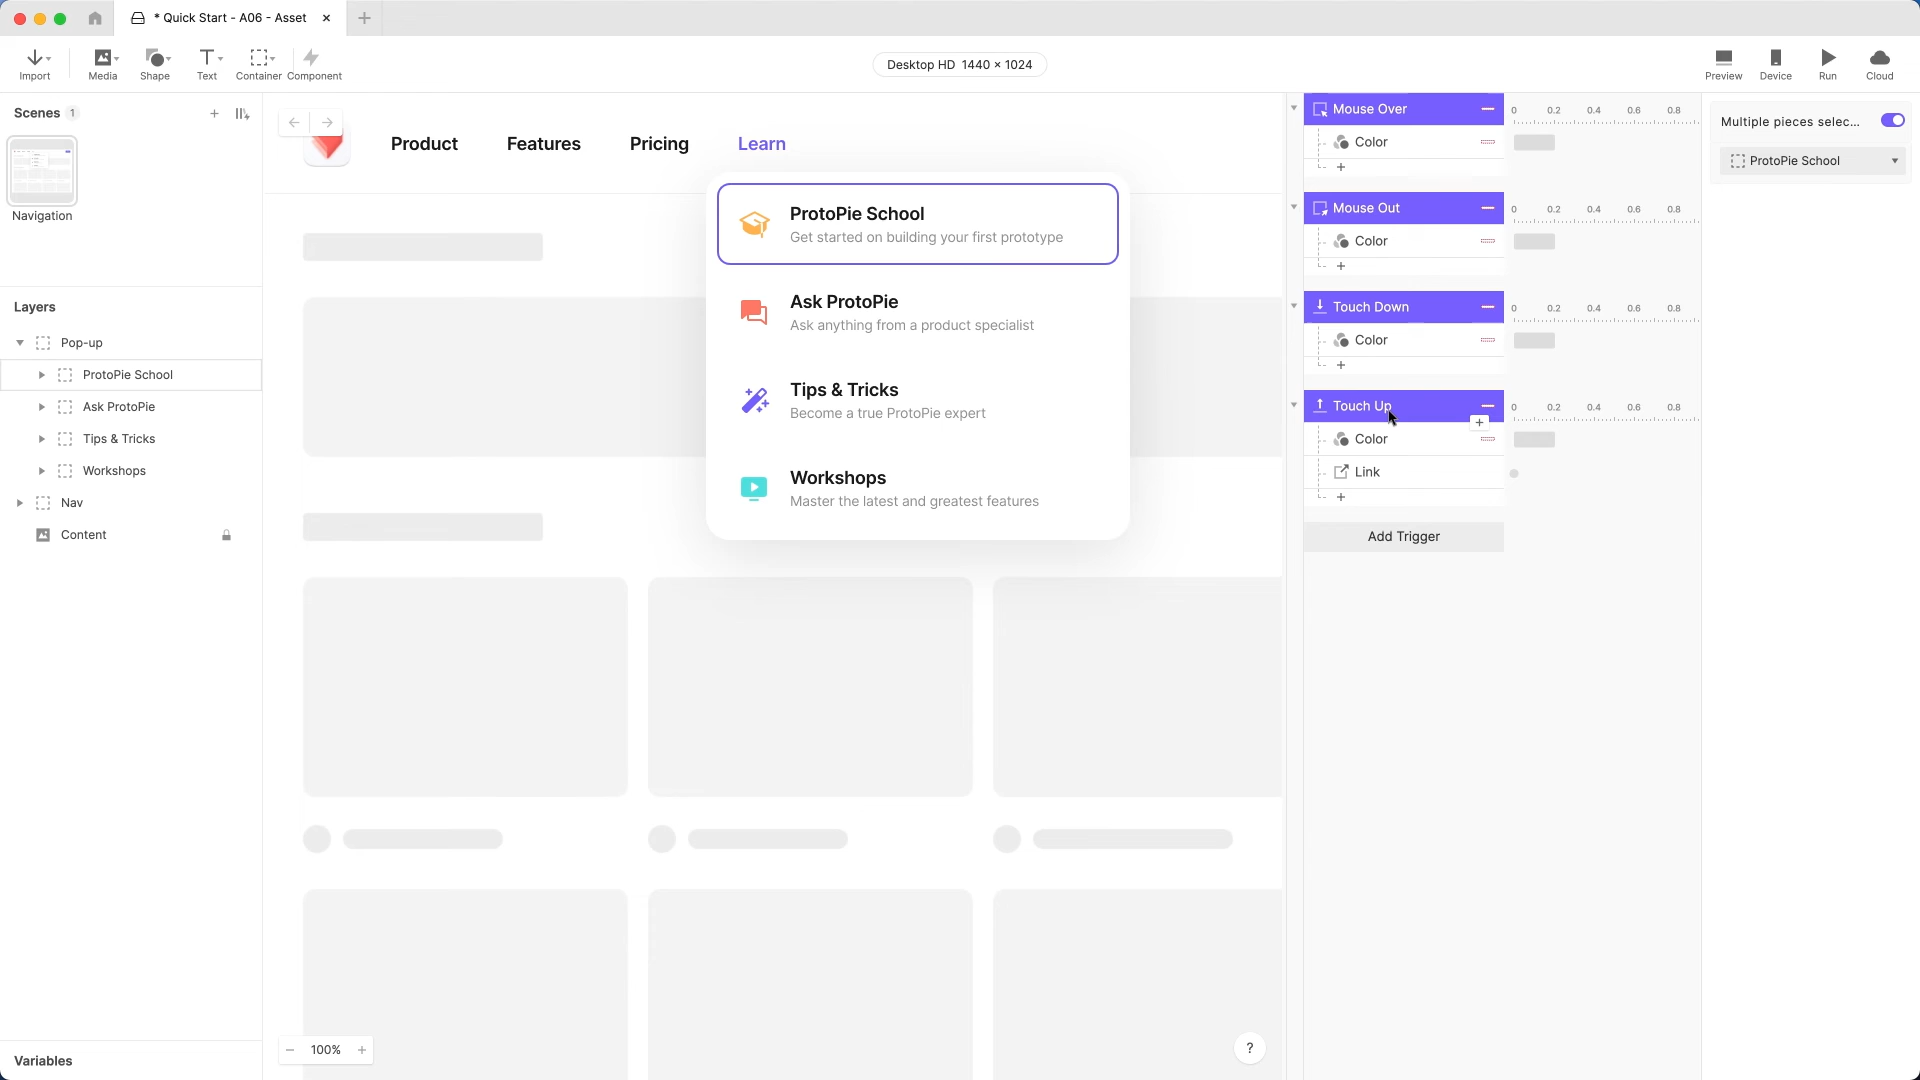 * Quick Start - A06 - Asset
Import
Media
Shape
Text
Container
Component
Desktop HD 1440 × 1024
Preview
Device
Run
Cloud
Scenes 1
Navigation
Layers
Pop-up
ProtoPie School
Ask ProtoPie
Tips & Tricks
Workshops
Nav
Content
Variables
Product
Features
Pricing
Learn
ProtoPie School
Get started on building your first prototype
Ask ProtoPie
Ask anything from a product specialist
Tips & Tricks
Become a true ProtoPie expert
Workshops
Master the latest and greatest features
100%
?
Mouse Over
0 0.2 0.4 0.6 0.8
Color
Mouse Out
0 0.2 0.4 0.6 0.8
Color
Touch Down
0 0.2 0.4 0.6 0.8
Color
Touch Up
0 0.2 0.4 0.6 0.8
Color
Link
Add Trigger
Multiple pieces selec...
ProtoPie School